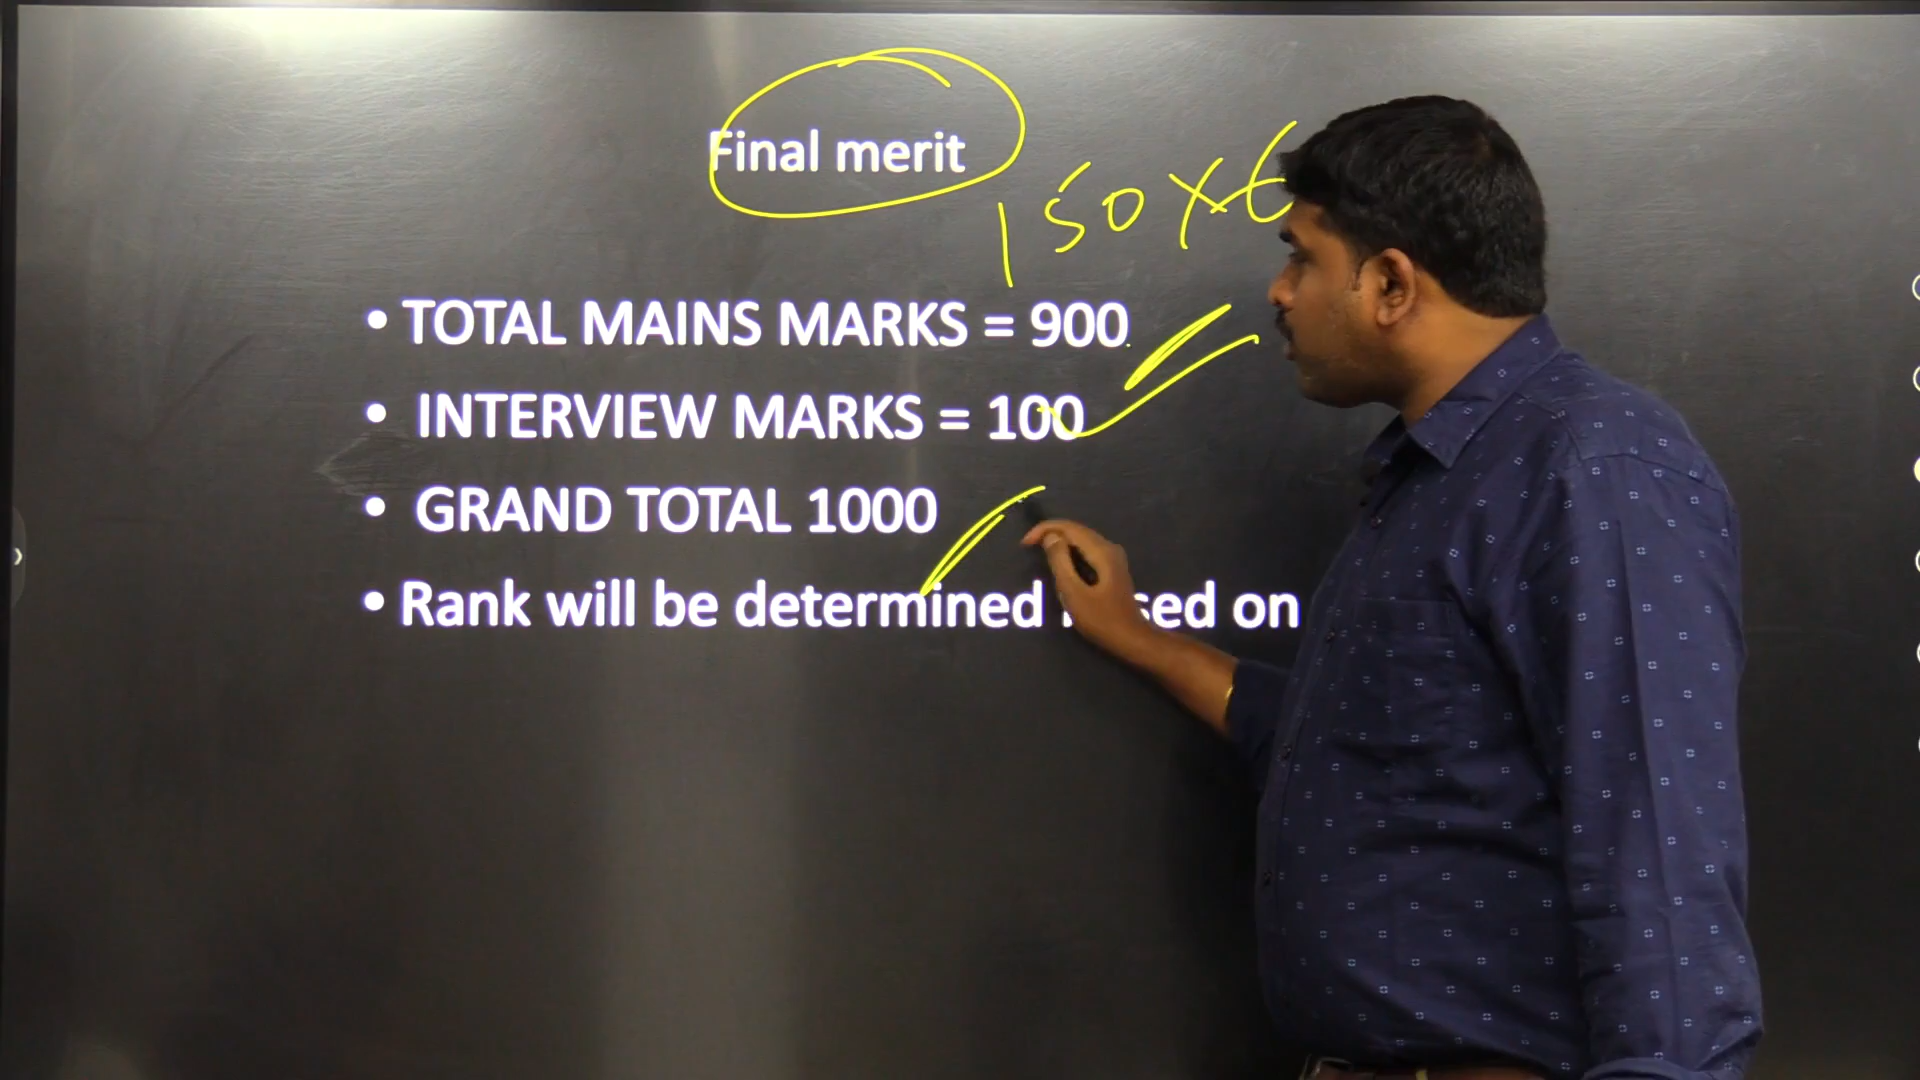 Final merit
150 x 6
• TOTAL MAINS MARKS = 900
• INTERVIEW MARKS = 100
• GRAND TOTAL 1000
• Rank will be determined on